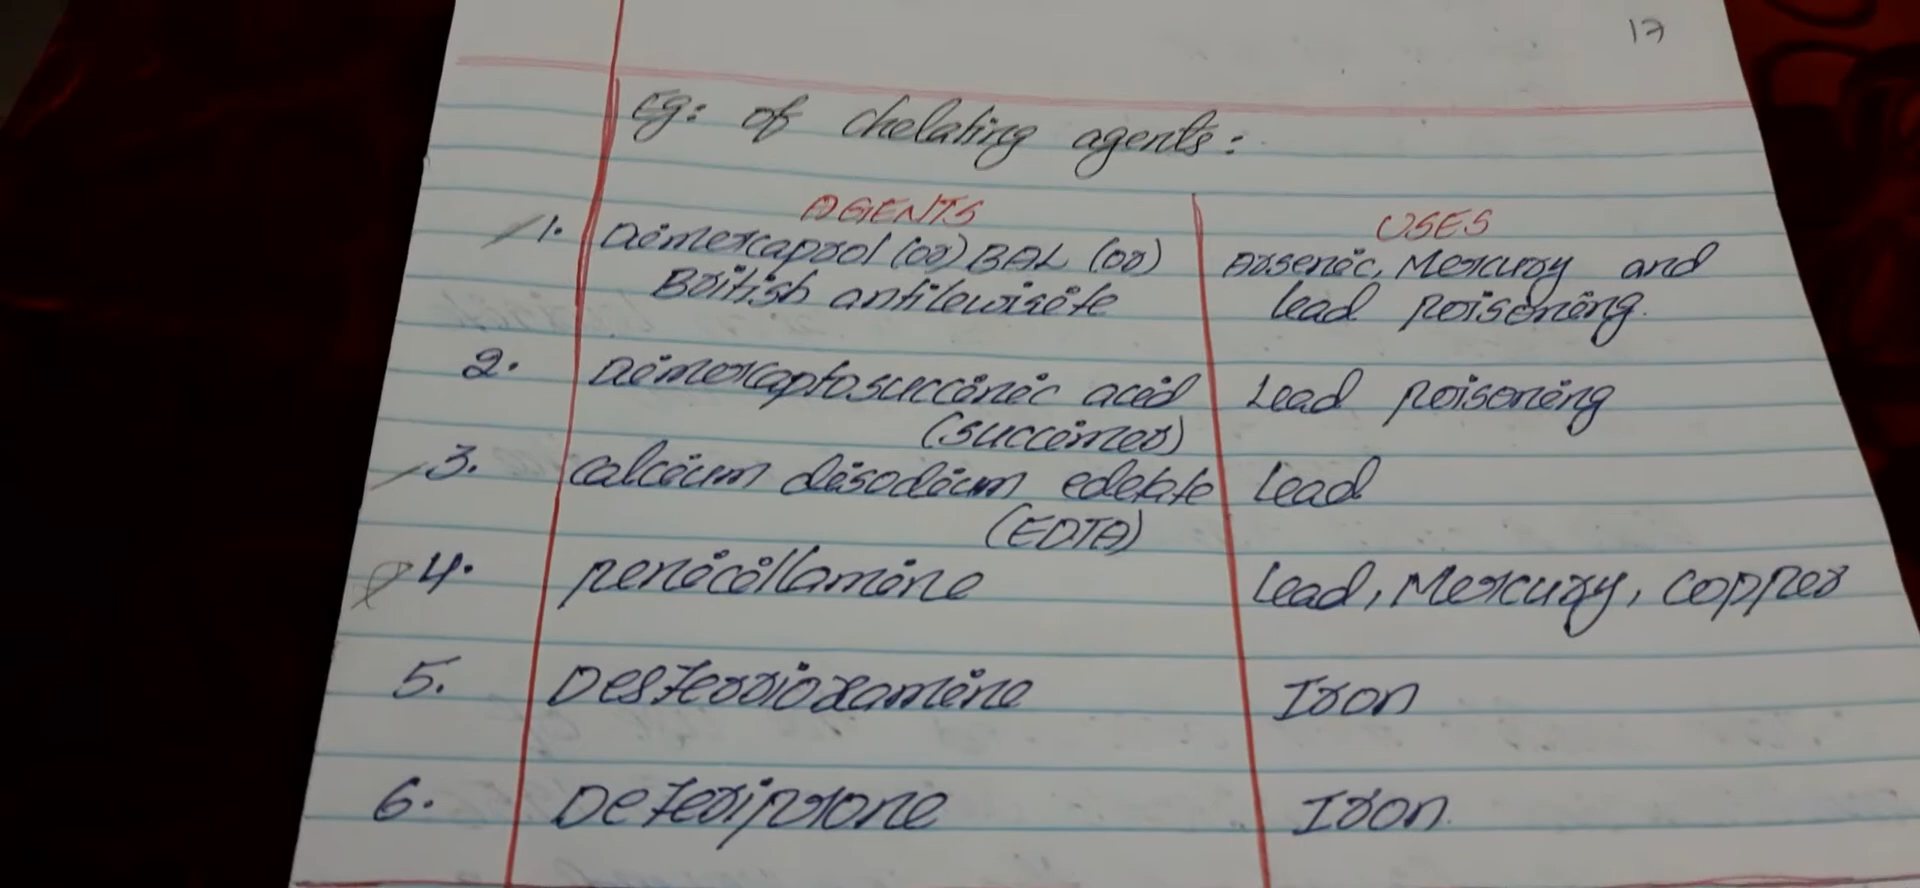 17
Eg: of chelating agents:
AGENTS USES
1. Dimercaprol (or) BAL (or) Arsenic, Mercury and
British antilewisite lead poisoning.
2. Dimercaptosuccinic acid Lead poisoning
(succimer)
3. calcium disodium edetate Lead
(EDTA)
4. penicillamine Lead, Mercury, copper
5. Desferrioxamine Iron
6. Deferiprone Iron.